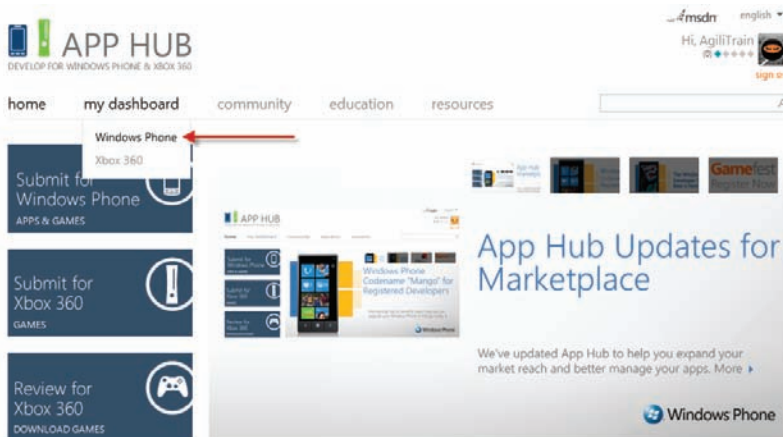 msdn english
APP HUB
DEVELOP FOR WINDOWS PHONE & XBOX 360
Hi, AgiliTrain
(0)
sign
home my dashboard community education resources
Windows Phone
Xbox 360
Submit for
Windows Phone
APPS & GAMES
Submit for
Xbox 360
GAMES
Review for
Xbox 360
DOWNLOAD GAMES
Gamefest
Register Now
APP HUB
Windows Phone
Codename "Mango" for
Registered Developers
Windows Phone
App Hub Updates for
Marketplace
We've updated App Hub to help you expand your
market reach and better manage your apps. More
Windows Phone